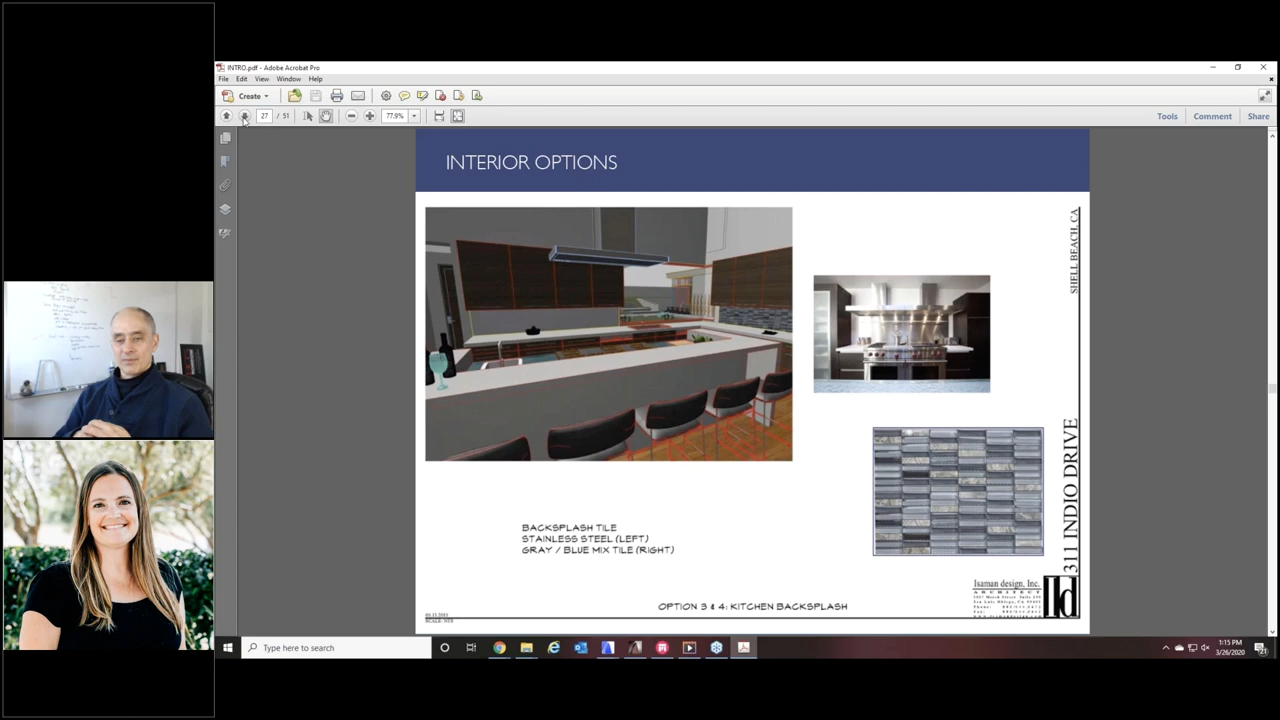 INTRO.pdf - Adobe Acrobat Pro
File Edit View Window Help
Create
27 / 51
77.9%
Tools Comment Share
INTERIOR OPTIONS
SHELL BEACH, CA
311 INDIO DRIVE
BACKSPLASH TILE
STAINLESS STEEL (LEFT)
GRAY / BLUE MIX TILE (RIGHT)
OPTION 3 & 4: KITCHEN BACKSPLASH
Isaman design, Inc.
ARCHITECT
Type here to search
1:15 PM
3/26/2020